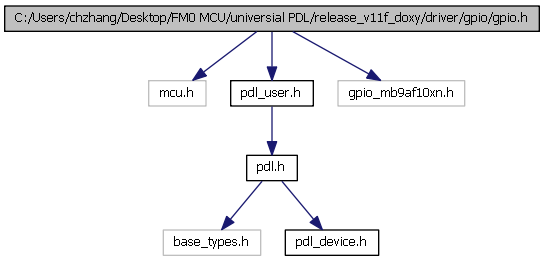 C:/Users/chzhang/Desktop/FM0 MCU/universial PDL/release_v11f_doxy/driver/gpio/gpio.h
mcu.h
pdl_user.h
gpio_mb9af10xn.h
pdl.h
base_types.h
pdl_device.h